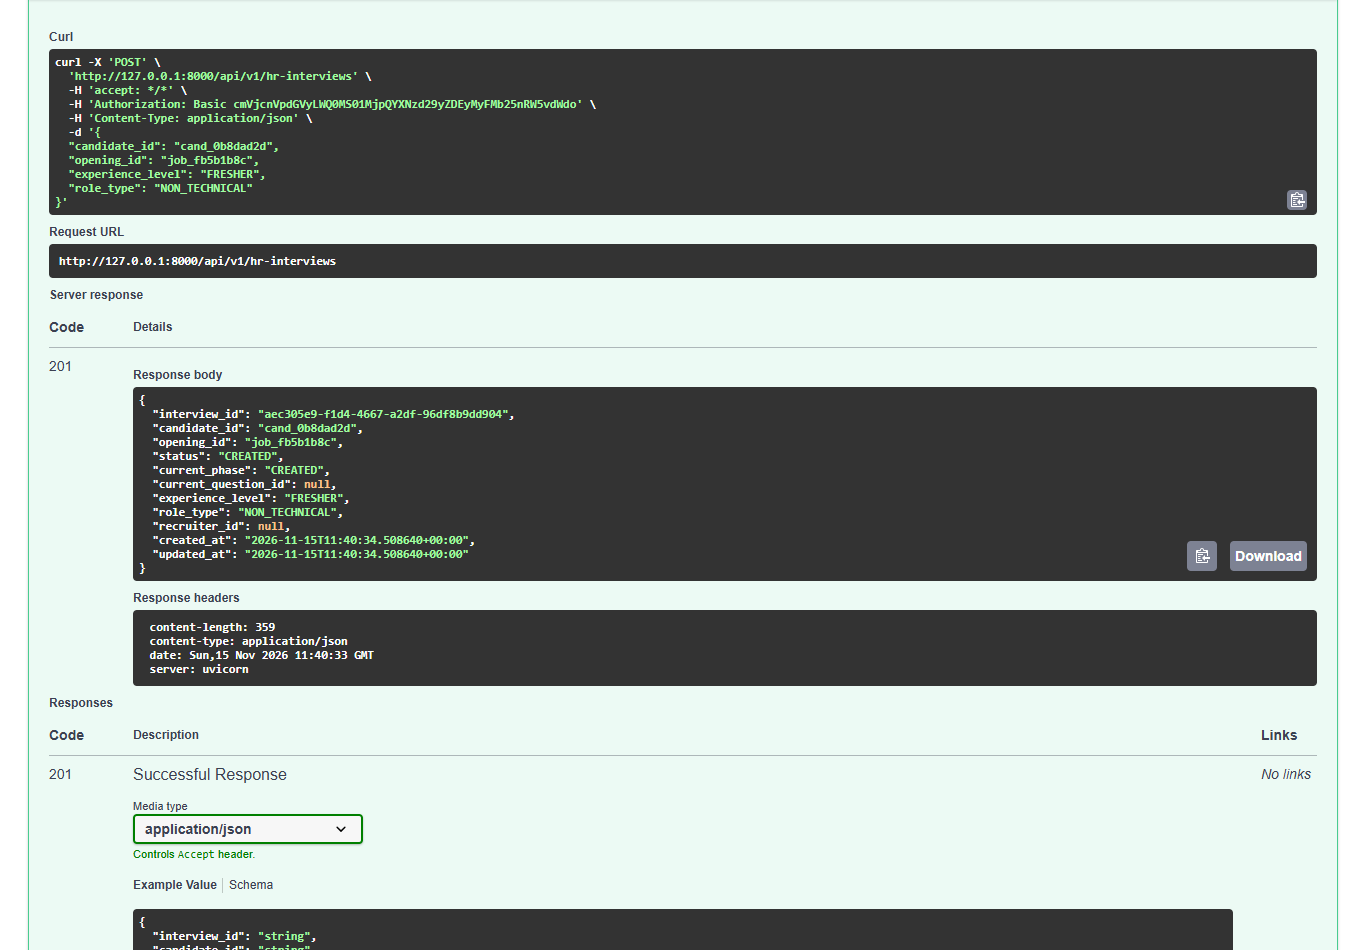 Curl
curl -X 'POST' \
'http://127.0.0.1:8000/api/v1/hr-interviews' \
-H 'accept: */*' \
-H 'Authorization: Basic cmVjcnVpdGVyLWQ0MS01MjpQYXNzd29yZDEyMyFMb25nRW5vdWdo' \
-H 'Content-Type: application/json' \
-d '{
"candidate_id": "cand_0b8dad2d",
"opening_id": "job_fb5b1b8c",
"experience_level": "FRESHER",
"role_type": "NON_TECHNICAL"
}'
Request URL
http://127.0.0.1:8000/api/v1/hr-interviews
Server response
Code Details
201
Response body
{
"interview_id": "aec305e9-f1d4-4667-a2df-96df8b9dd904",
"candidate_id": "cand_0b8dad2d",
"opening_id": "job_fb5b1b8c",
"status": "CREATED",
"current_phase": "CREATED",
"current_question_id": null,
"experience_level": "FRESHER",
"role_type": "NON_TECHNICAL",
"recruiter_id": null,
"created_at": "2026-11-15T11:40:34.508640+00:00",
"updated_at": "2026-11-15T11:40:34.508640+00:00"
}
Download
Response headers
content-length: 359
content-type: application/json
date: Sun,15 Nov 2026 11:40:33 GMT
server: uvicorn
Responses
Code Description Links
201 Successful Response No links
Media type
application/json
Controls Accept header.
Example Value Schema
{
"interview_id": "string",
"candidate_id": "string",